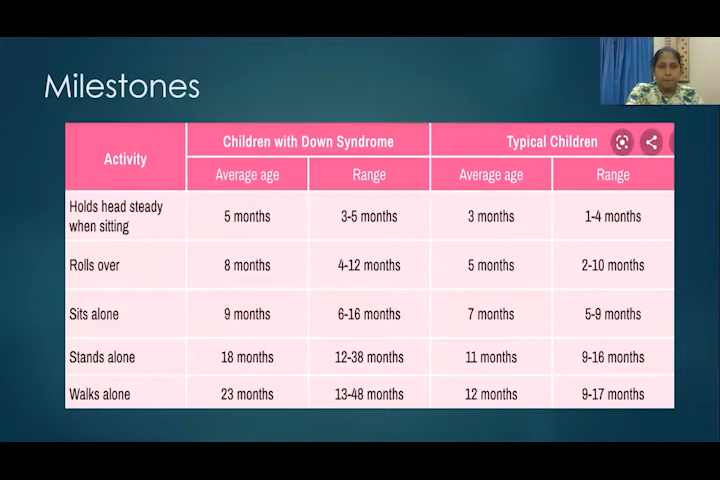 Milestones
Activity
Children with Down Syndrome
Typical Children
Average age
Range
Average age
Range
Holds head steady
when sitting
5 months
3-5 months
3 months
1-4 months
Rolls over
8 months
4-12 months
5 months
2-10 months
Sits alone
9 months
6-16 months
7 months
5-9 months
Stands alone
18 months
12-38 months
11 months
9-16 months
Walks alone
23 months
13-48 months
12 months
9-17 months